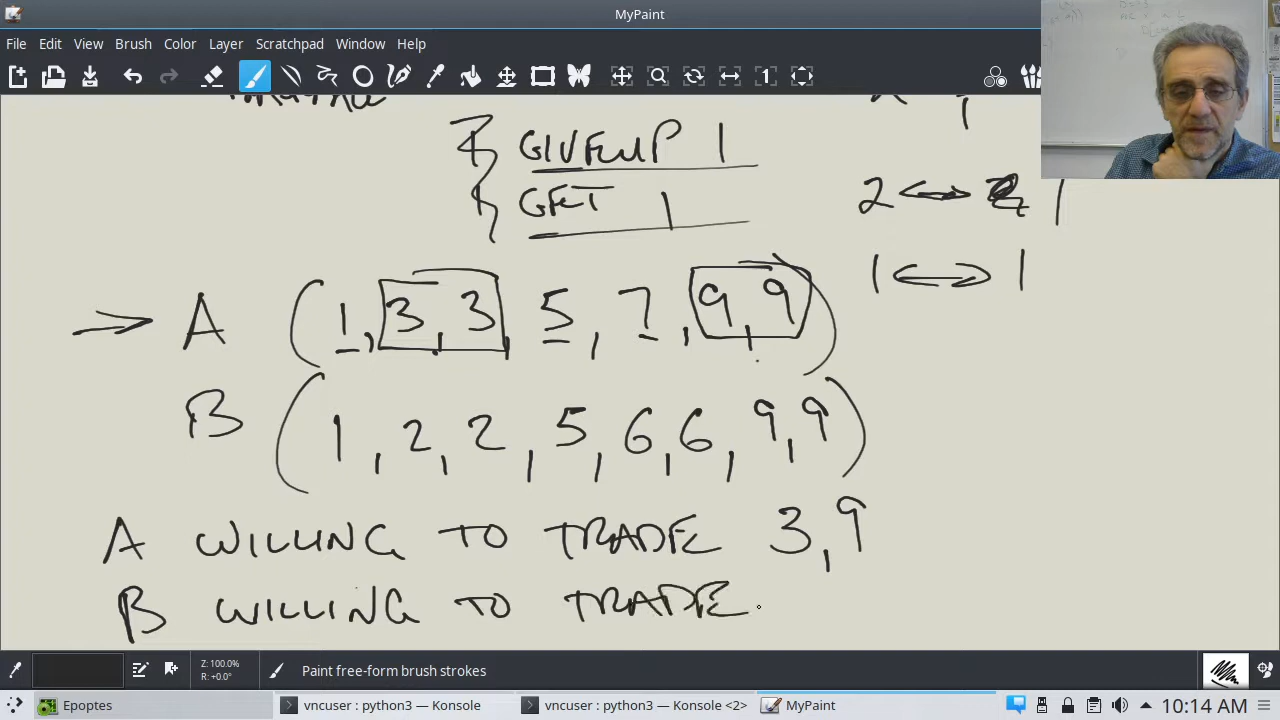 MyPaint
File Edit View Brush Color Layer Scratchpad Window Help
GIVEUP 1
GET 1
2 ↔ 1
1 ↔ 1
→ A (1, 3, 3, 5, 7, 9, 9)
B (1, 2, 2, 5, 6, 6, 9, 9)
A WILLING TO TRADE 3, 9
B WILLING TO TRADE
Z: 100.0%
R: +0.0°
Paint free-form brush strokes
Epoptes
vncuser : python3 — Konsole
vncuser : python3 — Konsole <2>
MyPaint
10:14 AM